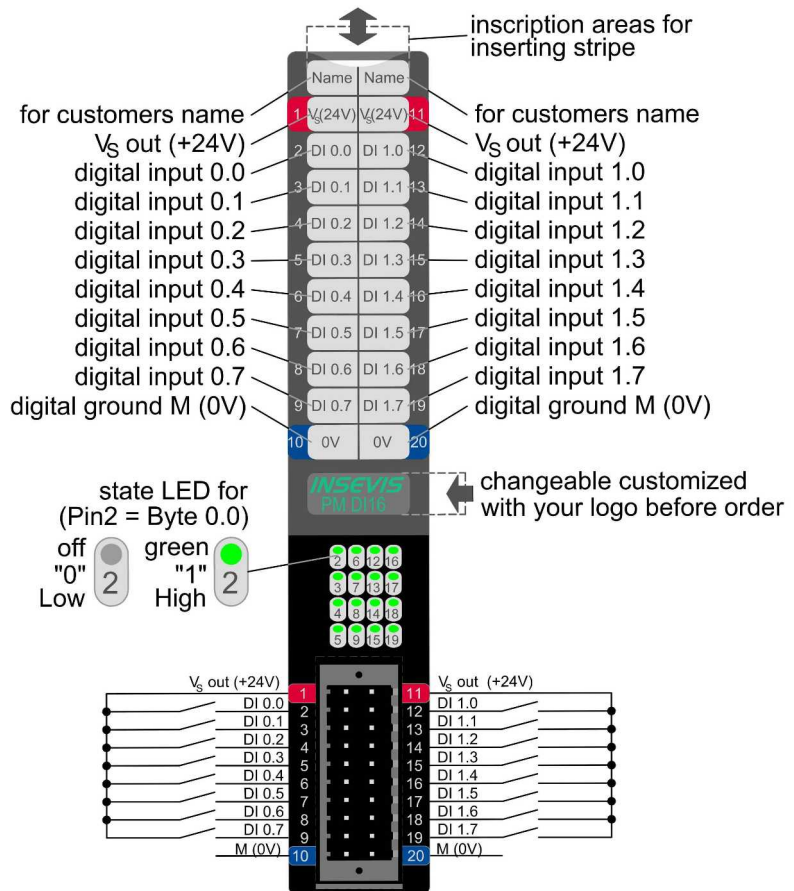 inscription areas for
inserting stripe
Name Name
for customers name
for customers name
1 Vs(24V) Vs(24V) 11
VS out (+24V)
VS out (+24V)
2 DI 0.0 DI 1.0 12
digital input 0.0
digital input 1.0
3 DI 0.1 DI 1.1 13
digital input 0.1
digital input 1.1
4 DI 0.2 DI 1.2 14
digital input 0.2
digital input 1.2
5 DI 0.3 DI 1.3 15
digital input 0.3
digital input 1.3
6 DI 0.4 DI 1.4 16
digital input 0.4
digital input 1.4
7 DI 0.5 DI 1.5 17
digital input 0.5
digital input 1.5
8 DI 0.6 DI 1.6 18
digital input 0.6
digital input 1.6
9 DI 0.7 DI 1.7 19
digital input 0.7
digital input 1.7
10 0V 0V 20
digital ground M (0V)
digital ground M (0V)
INSEVIS
PM DI16
changeable customized
with your logo before order
state LED for
(Pin2 = Byte 0.0)
off
"0"
Low
2
green
"1"
High
2
2 6 12 16
3 7 13 17
4 8 14 18
5 9 15 19
VS out (+24V) 1 11 VS out (+24V)
DI 0.0 2 12 DI 1.0
DI 0.1 3 13 DI 1.1
DI 0.2 4 14 DI 1.2
DI 0.3 5 15 DI 1.3
DI 0.4 6 16 DI 1.4
DI 0.5 7 17 DI 1.5
DI 0.6 8 18 DI 1.6
DI 0.7 9 19 DI 1.7
M (0V) 10 20 M (0V)